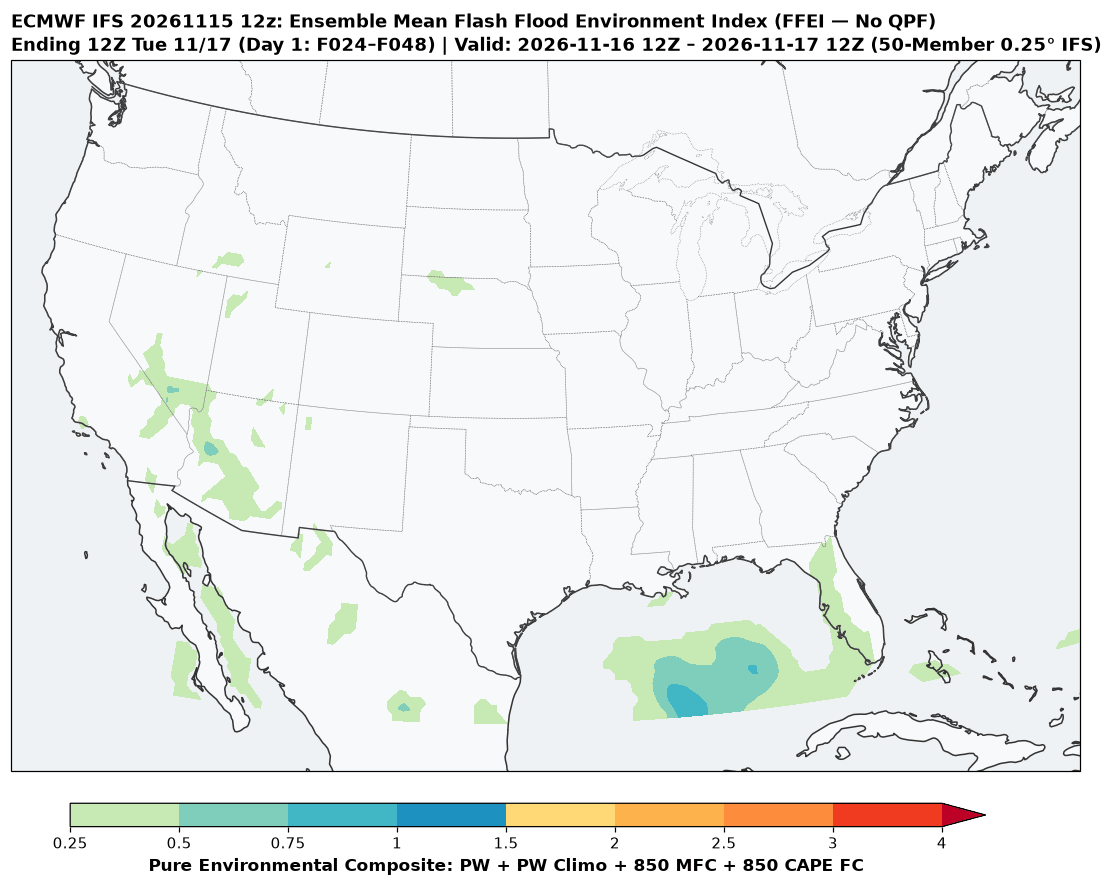 ECMWF IFS 20261115 12z: Ensemble Mean Flash Flood Environment Index (FFEI — No QPF)
Ending 12Z Tue 11/17 (Day 1: F024–F048) | Valid: 2026-11-16 12Z – 2026-11-17 12Z (50-Member 0.25° IFS)
0.25 0.5 0.75 1 1.5 2 2.5 3 4
Pure Environmental Composite: PW + PW Climo + 850 MFC + 850 CAPE FC